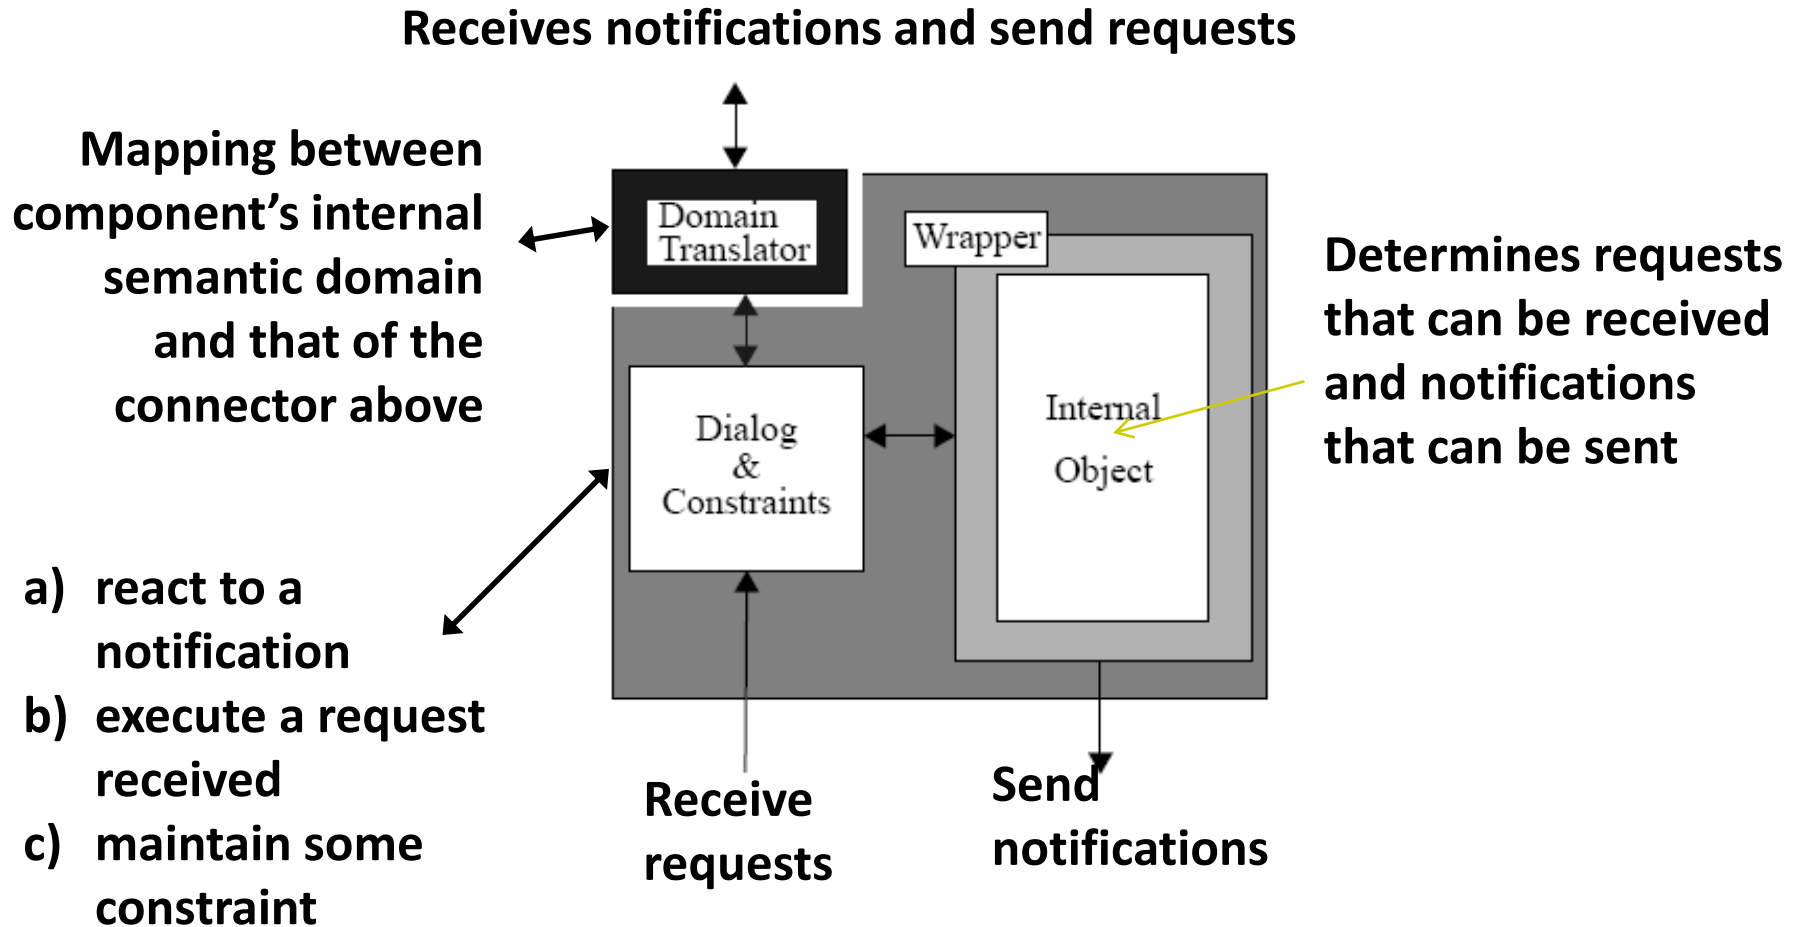 Receives notifications and send requests
Mapping between
component’s internal
semantic domain
and that of the
connector above
Domain
Translator
Wrapper
Determines requests
that can be received
and notifications
that can be sent
Dialog
&
Constraints
Internal
Object
a) react to a
notification
b) execute a request
received
c) maintain some
constraint
Receive
requests
Send
notifications